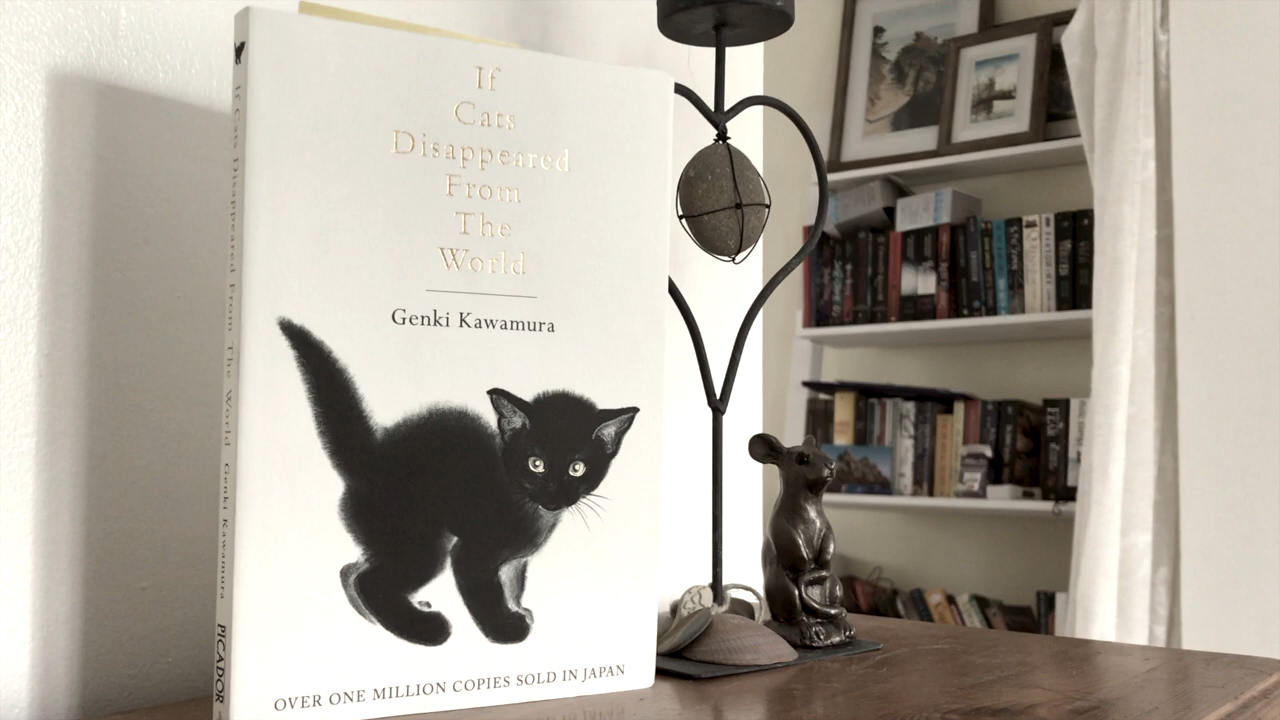 If
Cats
Disappeared
From
The
World
Genki Kawamura
OVER ONE MILLION COPIES SOLD IN JAPAN
If Cats Disappeared From The World Genki Kawamura PICADOR